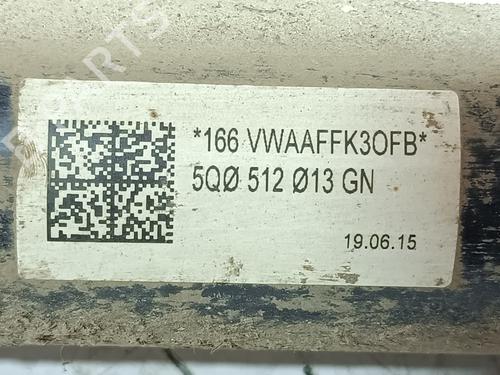 *166 VWAAFFK3OFB*
5QØ 512 Ø13 GN
19.06.15